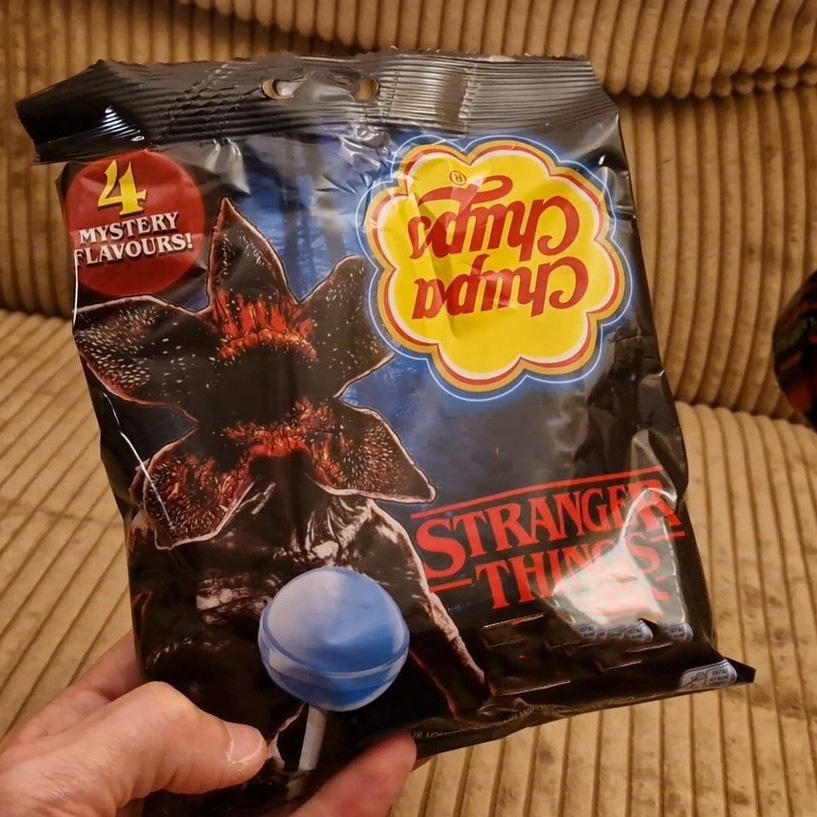 4
MYSTERY
FLAVOURS!
Chupa
Chups
®
STRANGER
THINGS